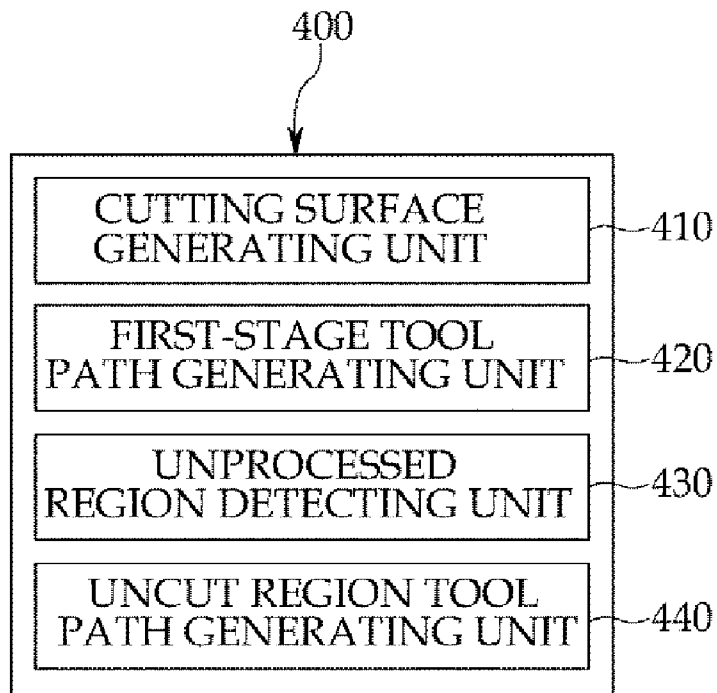 400
CUTTING SURFACE
GENERATING UNIT
410
FIRST-STAGE TOOL
PATH GENERATING UNIT
420
UNPROCESSED
REGION DETECTING UNIT
430
UNCUT REGION TOOL
PATH GENERATING UNIT
440